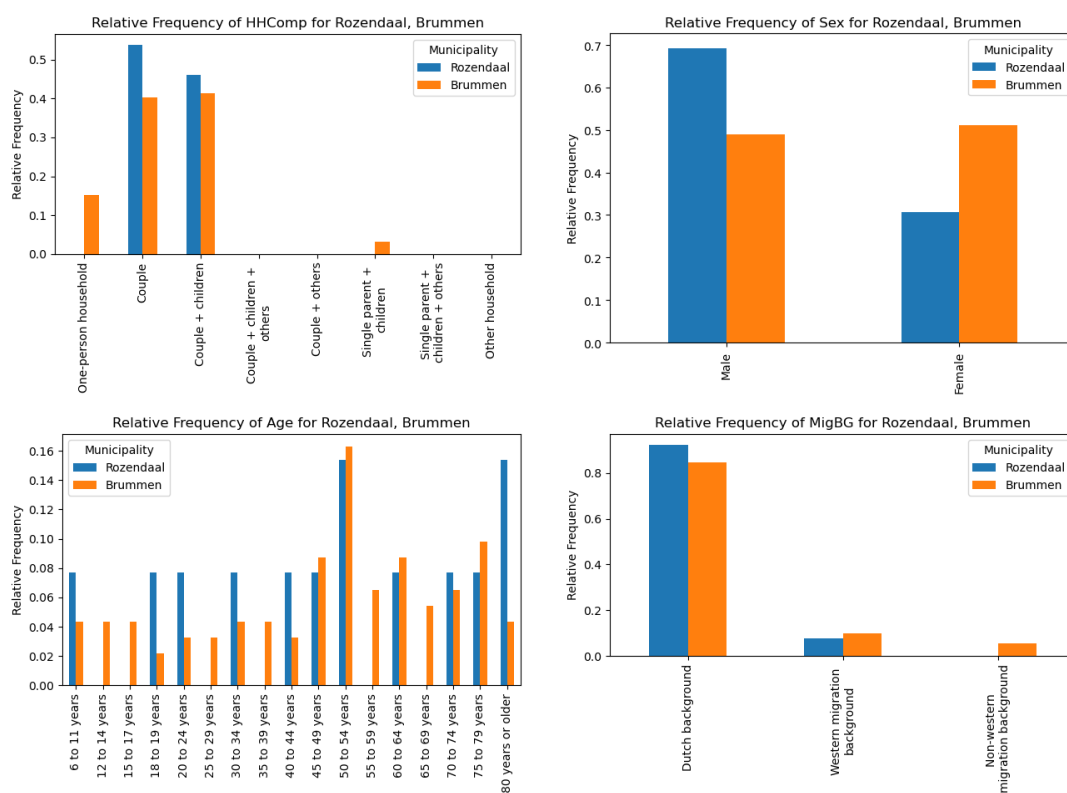 Relative Frequency of HHComp for Rozendaal, Brummen
Relative Frequency
0.5
0.4
0.3
0.2
0.1
0.0
Municipality
Rozendaal
Brummen
One-person household
Couple
Couple + children
Couple + children +
others
Couple + others
Single parent +
children
Single parent +
children + others
Other household
Relative Frequency of Sex for Rozendaal, Brummen
Relative Frequency
0.7
0.6
0.5
0.4
0.3
0.2
0.1
0.0
Municipality
Rozendaal
Brummen
Male
Female
Relative Frequency of Age for Rozendaal, Brummen
Relative Frequency
0.16
0.14
0.12
0.10
0.08
0.06
0.04
0.02
0.00
Municipality
Rozendaal
Brummen
6 to 11 years
12 to 14 years
15 to 17 years
18 to 19 years
20 to 24 years
25 to 29 years
30 to 34 years
35 to 39 years
40 to 44 years
45 to 49 years
50 to 54 years
55 to 59 years
60 to 64 years
65 to 69 years
70 to 74 years
75 to 79 years
80 years or older
Relative Frequency of MigBG for Rozendaal, Brummen
Relative Frequency
0.8
0.6
0.4
0.2
0.0
Municipality
Rozendaal
Brummen
Dutch background
Western migration
background
Non-western
migration background